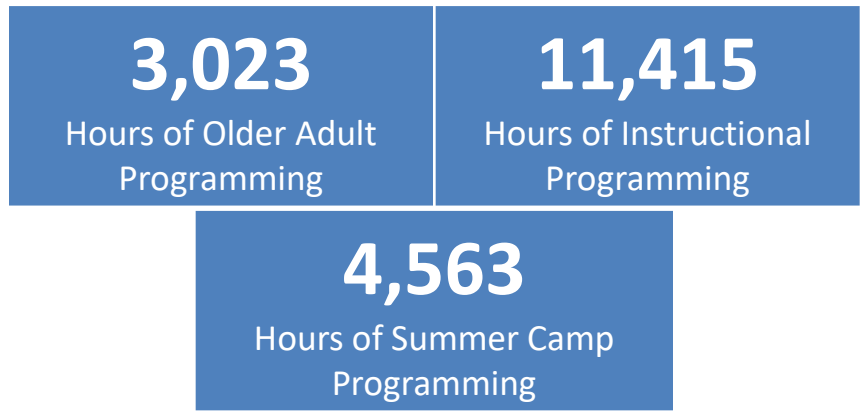 3,023
Hours of Older Adult
Programming
11,415
Hours of Instructional
Programming
4,563
Hours of Summer Camp
Programming